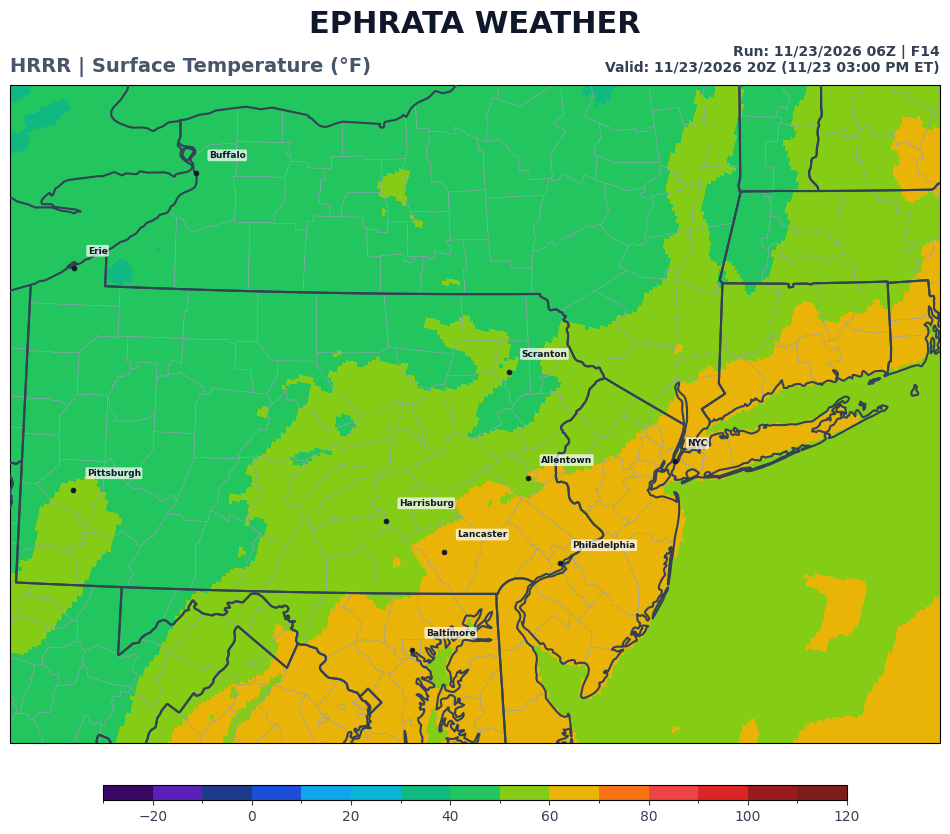 EPHRATA WEATHER
HRRR | Surface Temperature (°F)
Run: 11/23/2026 06Z | F14
Valid: 11/23/2026 20Z (11/23 03:00 PM ET)
Buffalo
Erie
Scranton
NYC
Allentown
Pittsburgh
Harrisburg
Lancaster
Philadelphia
Baltimore
−20 0 20 40 60 80 100 120